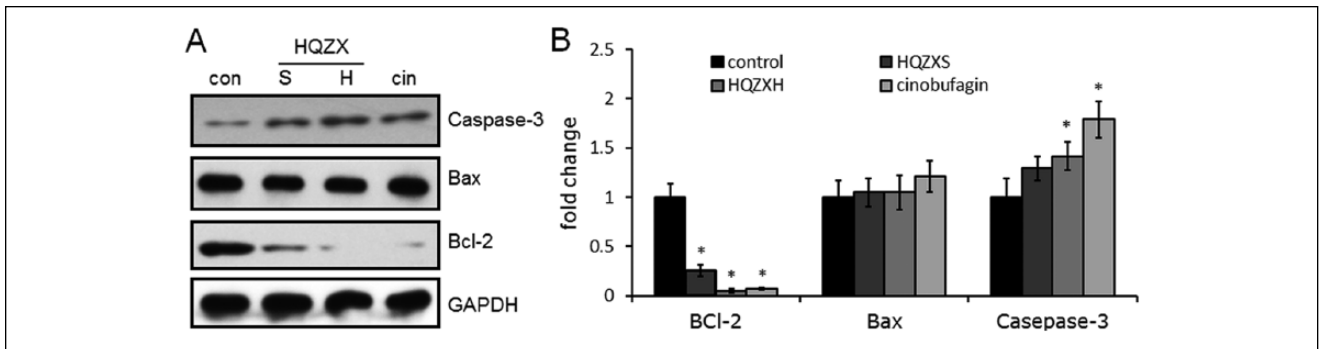 A
HQZX
con S H cin
Caspase-3
Bax
Bcl-2
GAPDH
B
fold change
2.5
2
1.5
1
0.5
0
control HQZXS
HQZXH cinobufagin
* * *
* *
BCl-2 Bax Casepase-3